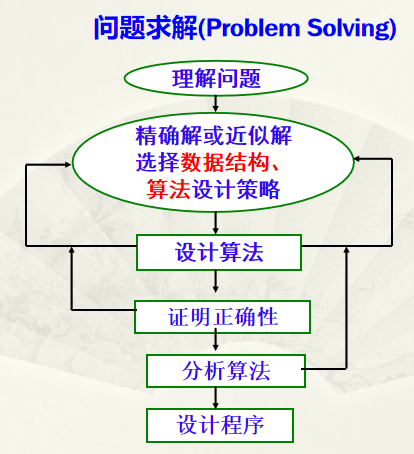 问题求解(Problem Solving)
理解问题
精确解或近似解
选择数据结构、
算法设计策略
设计算法
证明正确性
分析算法
设计程序